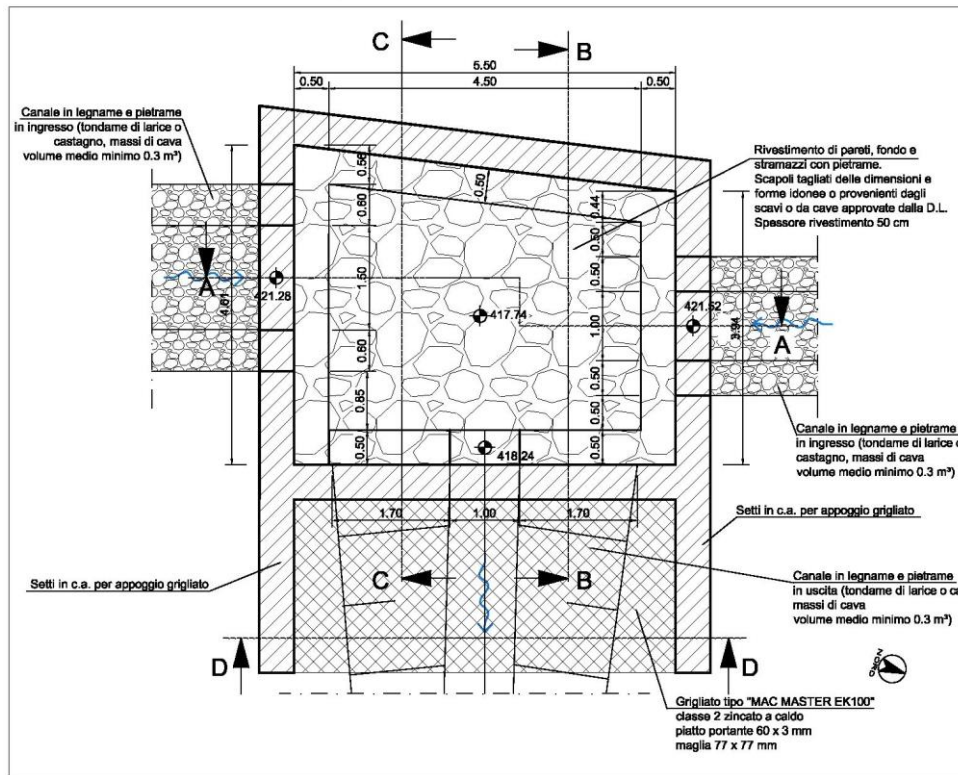 C
B
5.50
0.50
4.50
0.50
Canale in legname e pietrame
in ingresso (tondame di larice o
castagno, massi di cava
volume medio minimo 0.3 m³)
Rivestimento di pareti, fondo e
stramazzi con pietrame.
Scapoli tagliati delle dimensioni e
forme idonee o provenienti dagli
scavi o da cave approvate dalla D.L.
Spessore rivestimento 50 cm
0.56
0.50
0.44
0.60
0.50
0.50
A
421.28
4.61
1.50
417.74
1.00
421.52
3.94
A
0.60
0.50
0.85
0.50
0.50
0.50
418.24
Canale in legname e pietrame
in ingresso (tondame di larice o
castagno, massi di cava
volume medio minimo 0.3 m³)
1.70
1.00
1.70
Setti in c.a. per appoggio grigliato
Setti in c.a. per appoggio grigliato
C
B
Canale in legname e pietrame
in uscita (tondame di larice o ca
massi di cava
volume medio minimo 0.3 m³)
D
D
NORD
Grigliato tipo "MAC MASTER EK100"
classe 2 zincato a caldo
piatto portante 60 x 3 mm
maglia 77 x 77 mm